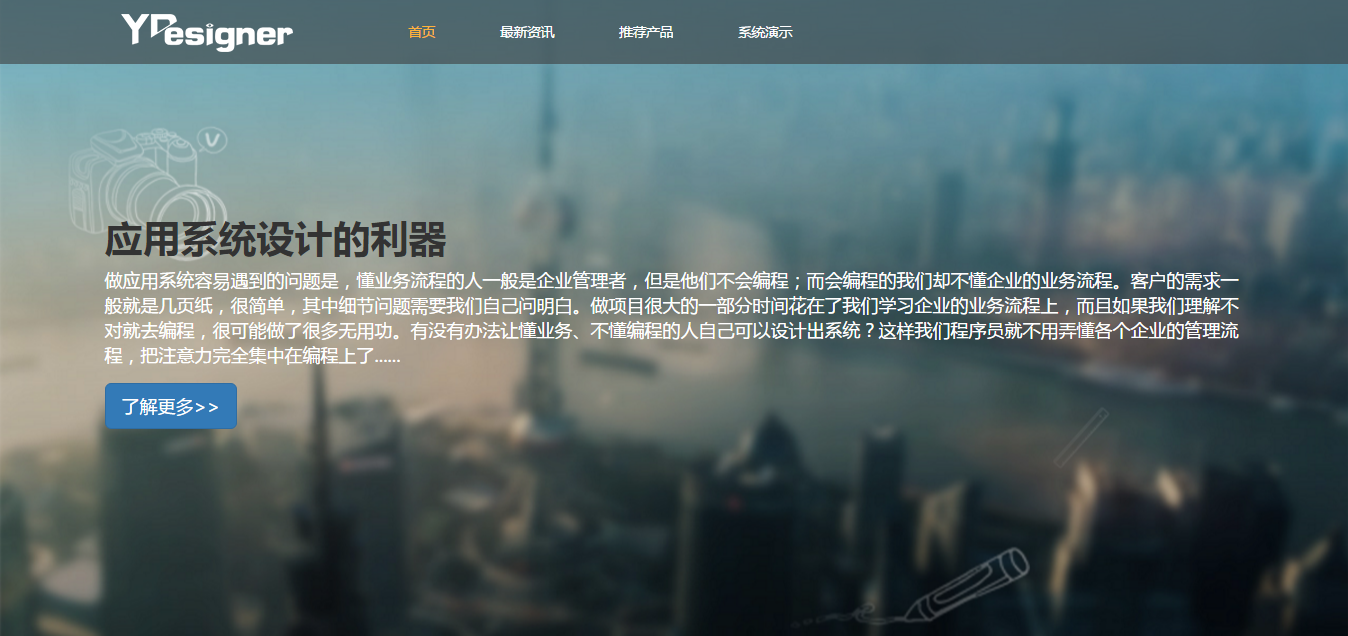 YDesigner
首页
最新资讯
推荐产品
系统演示
V
应用系统设计的利器
做应用系统容易遇到的问题是，懂业务流程的人一般是企业管理者，但是他们不会编程；而会编程的我们却不懂企业的业务流程。客户的需求一
般就是几页纸，很简单，其中细节问题需要我们自己问明白。做项目很大的一部分时间花在了我们学习企业的业务流程上，而且如果我们理解不
对就去编程，很可能做了很多无用功。有没有办法让懂业务、不懂编程的人自己可以设计出系统？这样我们程序员就不用弄懂各个企业的管理流
程，把注意力完全集中在编程上了......
了解更多>>